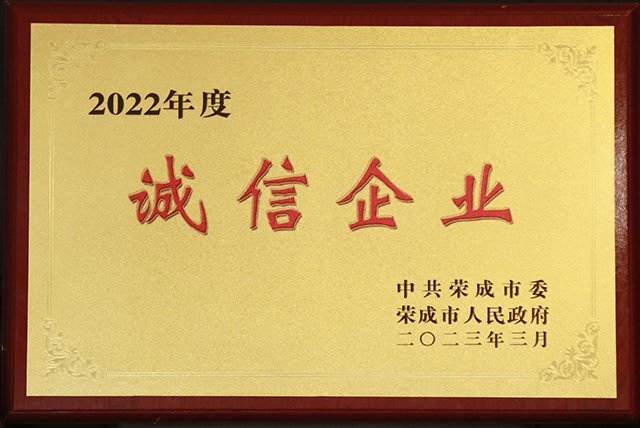 2022年度
诚信企业
中共荣成市委
荣成市人民政府
二〇二三年三月